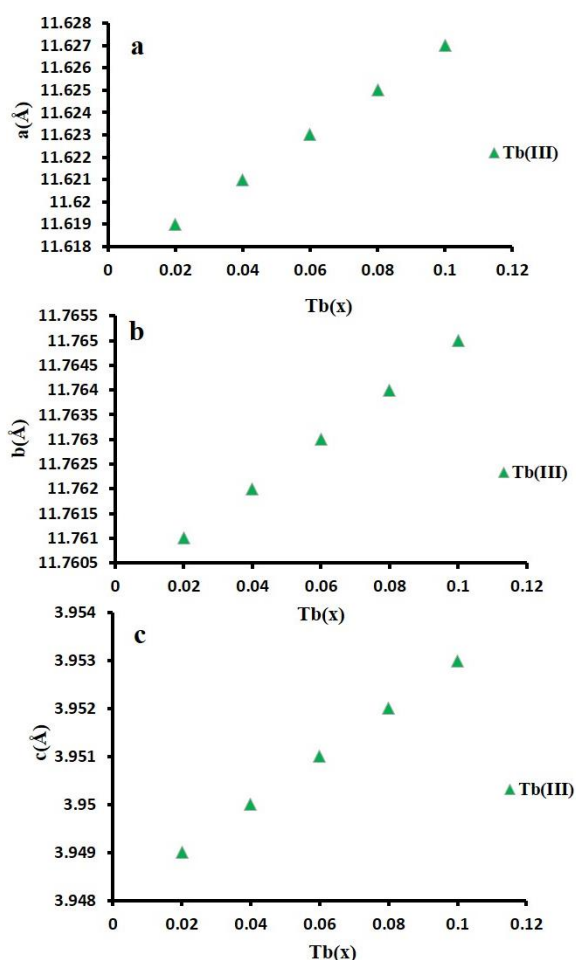 a
11.628
11.627
11.626
11.625
11.624
11.623
11.622
11.621
11.62
11.619
11.618
a(Å)
Tb(III)
0 0.02 0.04 0.06 0.08 0.1 0.12
Tb(x)
b
11.7655
11.765
11.7645
11.764
11.7635
11.763
11.7625
11.762
11.7615
11.761
11.7605
b(Å)
Tb(III)
0 0.02 0.04 0.06 0.08 0.1 0.12
Tb(x)
c
3.954
3.953
3.952
3.951
3.95
3.949
3.948
c(Å)
Tb(III)
0 0.02 0.04 0.06 0.08 0.1 0.12
Tb(x)